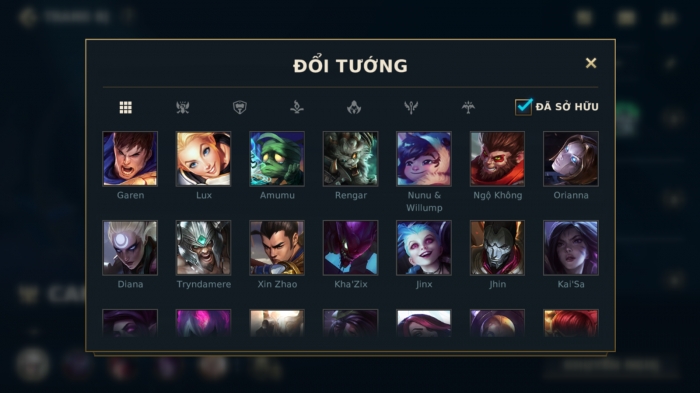 ĐỔI TƯỚNG
ĐÃ SỞ HỮU
Garen
Lux
Amumu
Rengar
Nunu &
Willump
Ngộ Không
Orianna
Diana
Tryndamere
Xin Zhao
Kha'Zix
Jinx
Jhin
Kai'Sa